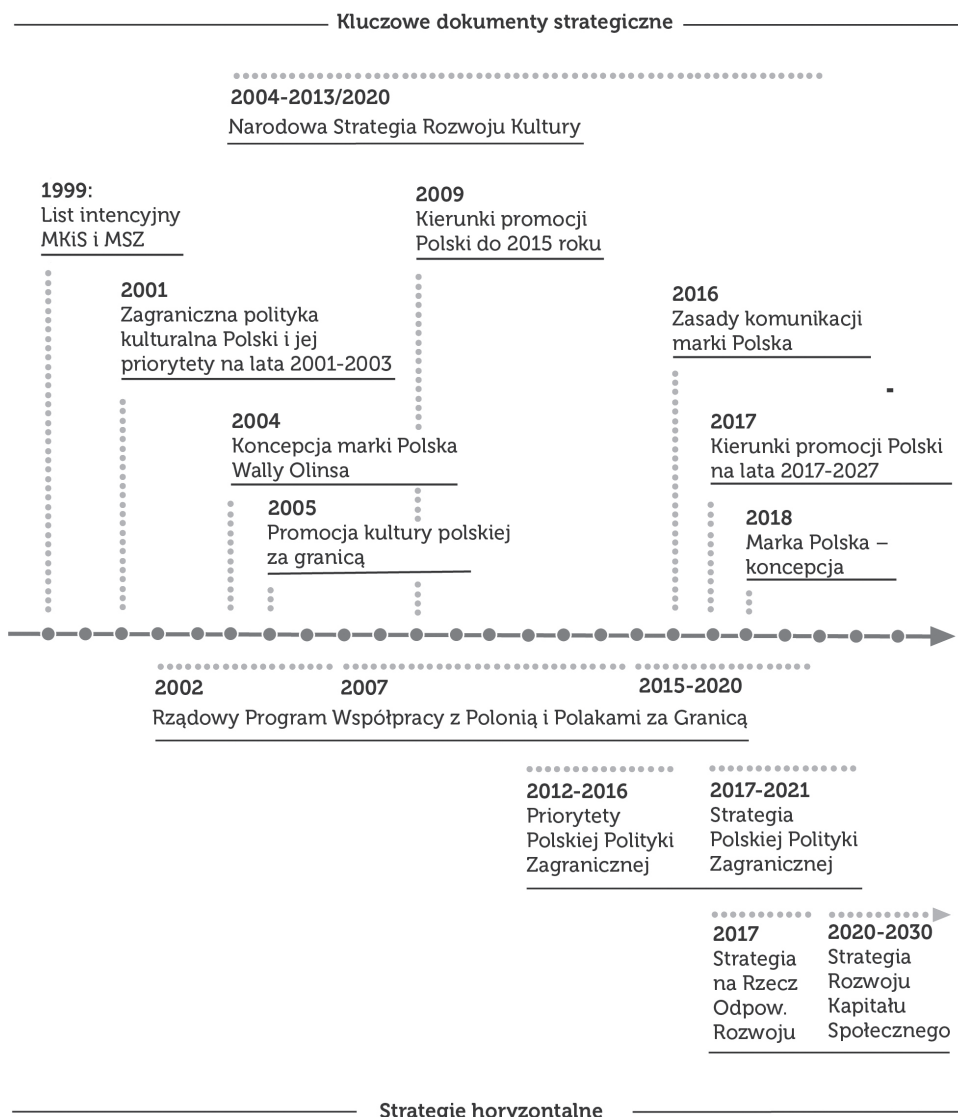 Kluczowe dokumenty strategiczne
2004-2013/2020
Narodowa Strategia Rozwoju Kultury
1999:
List intencyjny
MKiS i MSZ
2009
Kierunki promocji
Polski do 2015 roku
2001
Zagraniczna polityka
kulturalna Polski i jej
priorytety na lata 2001-2003
2016
Zasady komunikacji
marki Polska
2004
Koncepcja marki Polska
Wally Olinsa
2017
Kierunki promocji Polski
na lata 2017-2027
2005
Promocja kultury polskiej
za granicą
2018
Marka Polska –
koncepcja
2002
2007
2015-2020
Rządowy Program Współpracy z Polonią i Polakami za Granicą
2012-2016
Priorytety
Polskiej Polityki
Zagranicznej
2017-2021
Strategia
Polskiej Polityki
Zagranicznej
2017
Strategia
na Rzecz
Odpow.
Rozwoju
2020-2030
Strategia
Rozwoju
Kapitału
Społecznego
Strategie horyzontalne